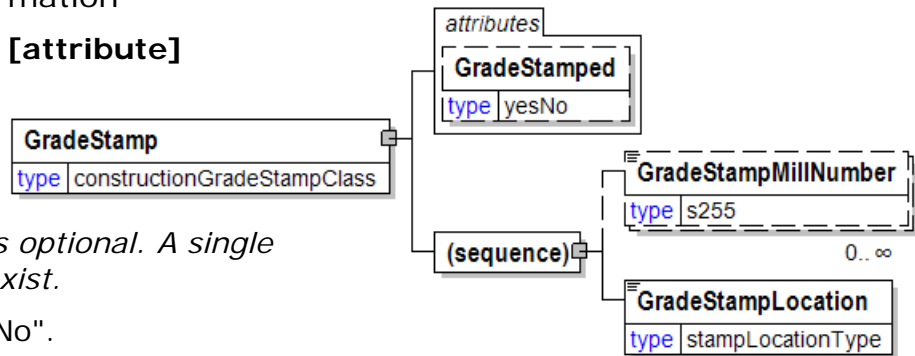 mation
[attribute]
s optional. A single
xist.
No".
GradeStamp
type constructionGradeStampClass
attributes
GradeStamped
type yesNo
(sequence)
GradeStampMillNumber
type s255
0.. ∞
GradeStampLocation
type stampLocationType